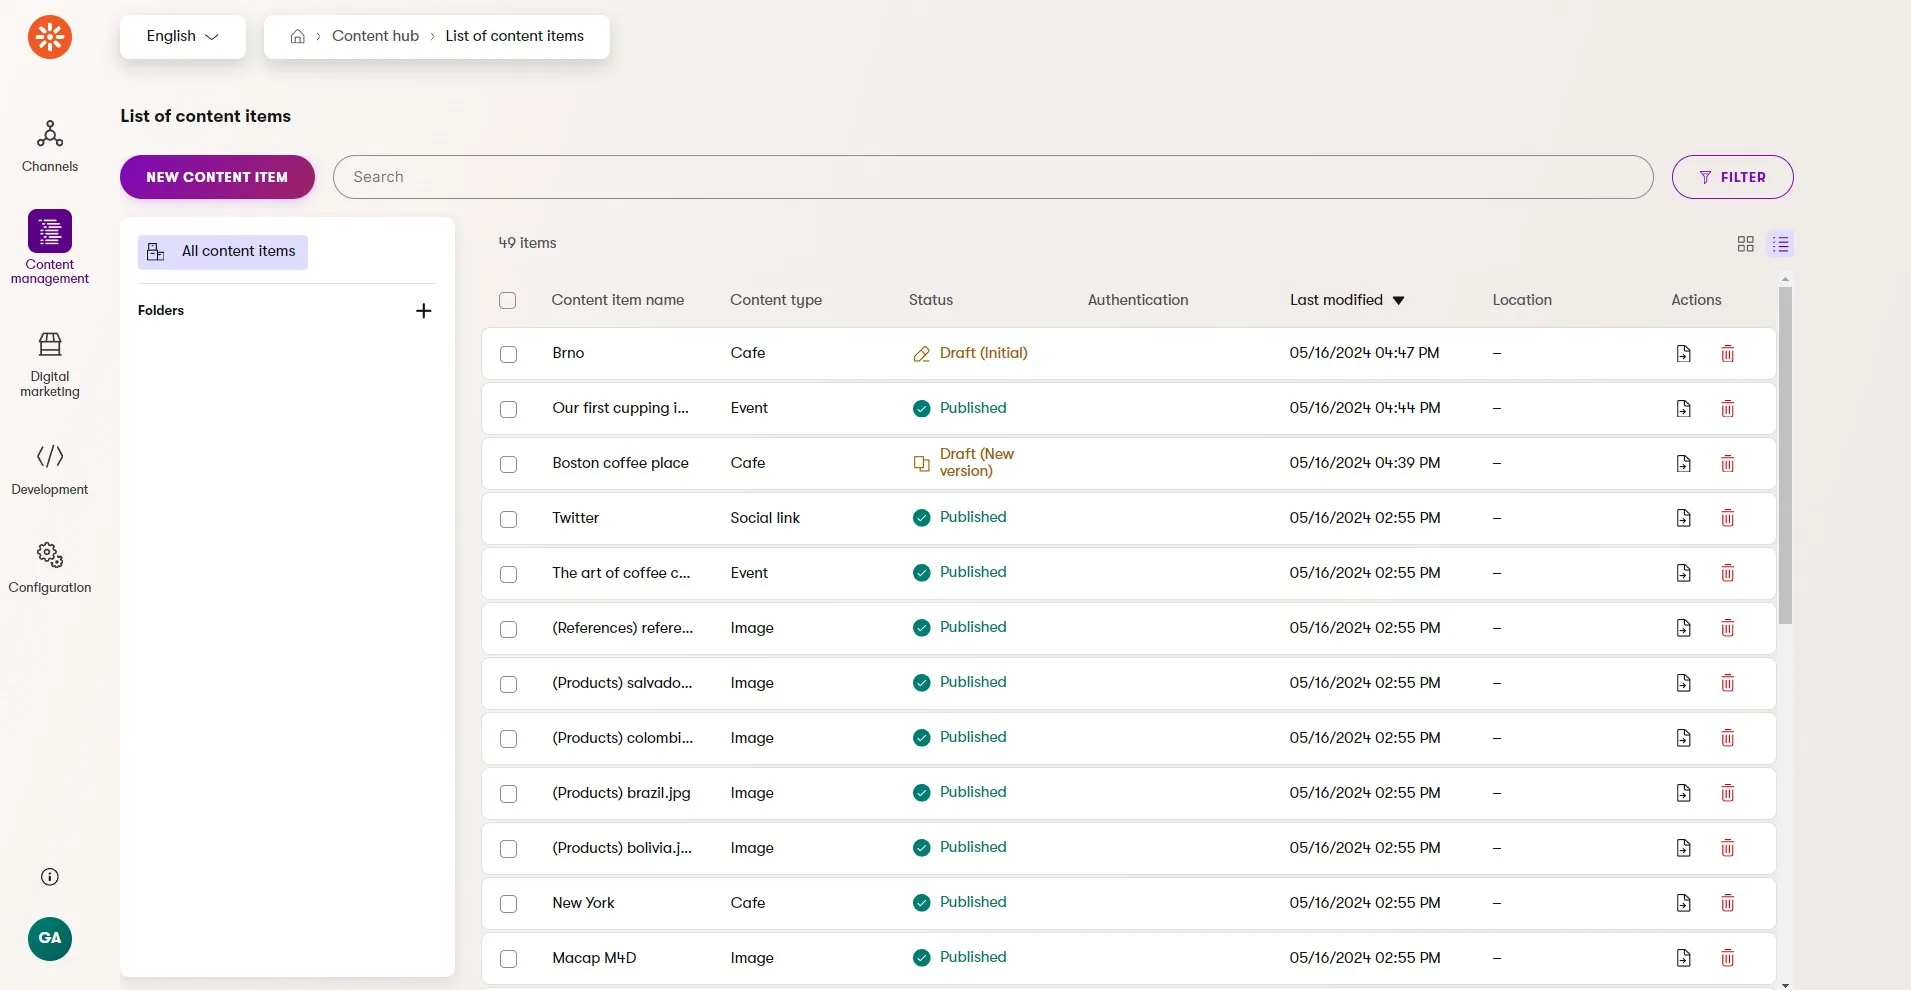 English
Content hub
List of content items
List of content items
NEW CONTENT ITEM
Search
FILTER
Channels
Content
management
Digital
marketing
Development
Configuration
GA
All content items
Folders
49 items
Content item name Content type Status Authentication Last modified Location Actions
Brno Cafe Draft (Initial) 05/16/2024 04:47 PM –
Our first cupping i... Event Published 05/16/2024 04:44 PM –
Boston coffee place Cafe Draft (New
version) 05/16/2024 04:39 PM –
Twitter Social link Published 05/16/2024 02:55 PM –
The art of coffee c... Event Published 05/16/2024 02:55 PM –
(References) refere... Image Published 05/16/2024 02:55 PM –
(Products) salvado... Image Published 05/16/2024 02:55 PM –
(Products) colombi... Image Published 05/16/2024 02:55 PM –
(Products) brazil.jpg Image Published 05/16/2024 02:55 PM –
(Products) bolivia.j... Image Published 05/16/2024 02:55 PM –
New York Cafe Published 05/16/2024 02:55 PM –
Macap M4D Image Published 05/16/2024 02:55 PM –